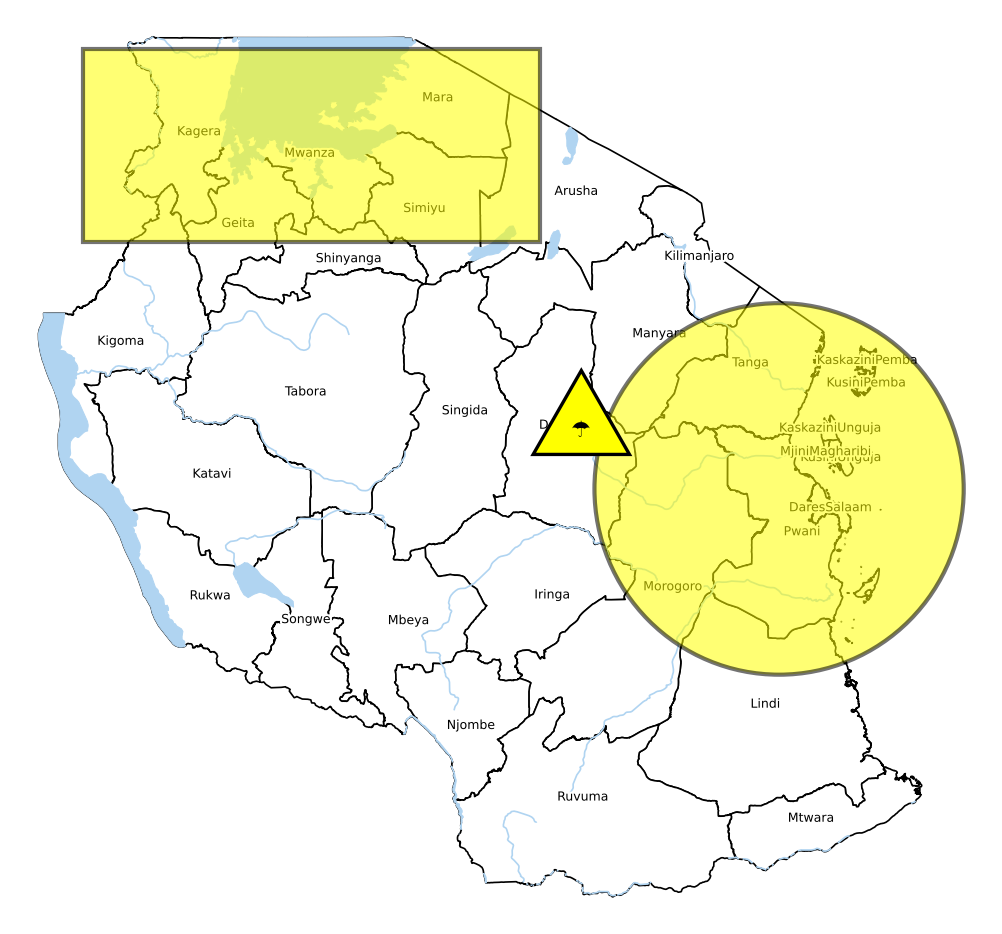 Mara
Kagera
Mwanza
Arusha
Simiyu
Geita
Kilimanjaro
Shinyanga
Manyara
Kigoma
KaskaziniPemba
Tanga
KusiniPemba
Tabora
Singida
KaskaziniUnguja
MjiniMagharibi
KusiniUnguja
Katavi
DaresSalaam
Pwani
Morogoro
Iringa
Rukwa
Songwe
Mbeya
Lindi
Njombe
Ruvuma
Mtwara